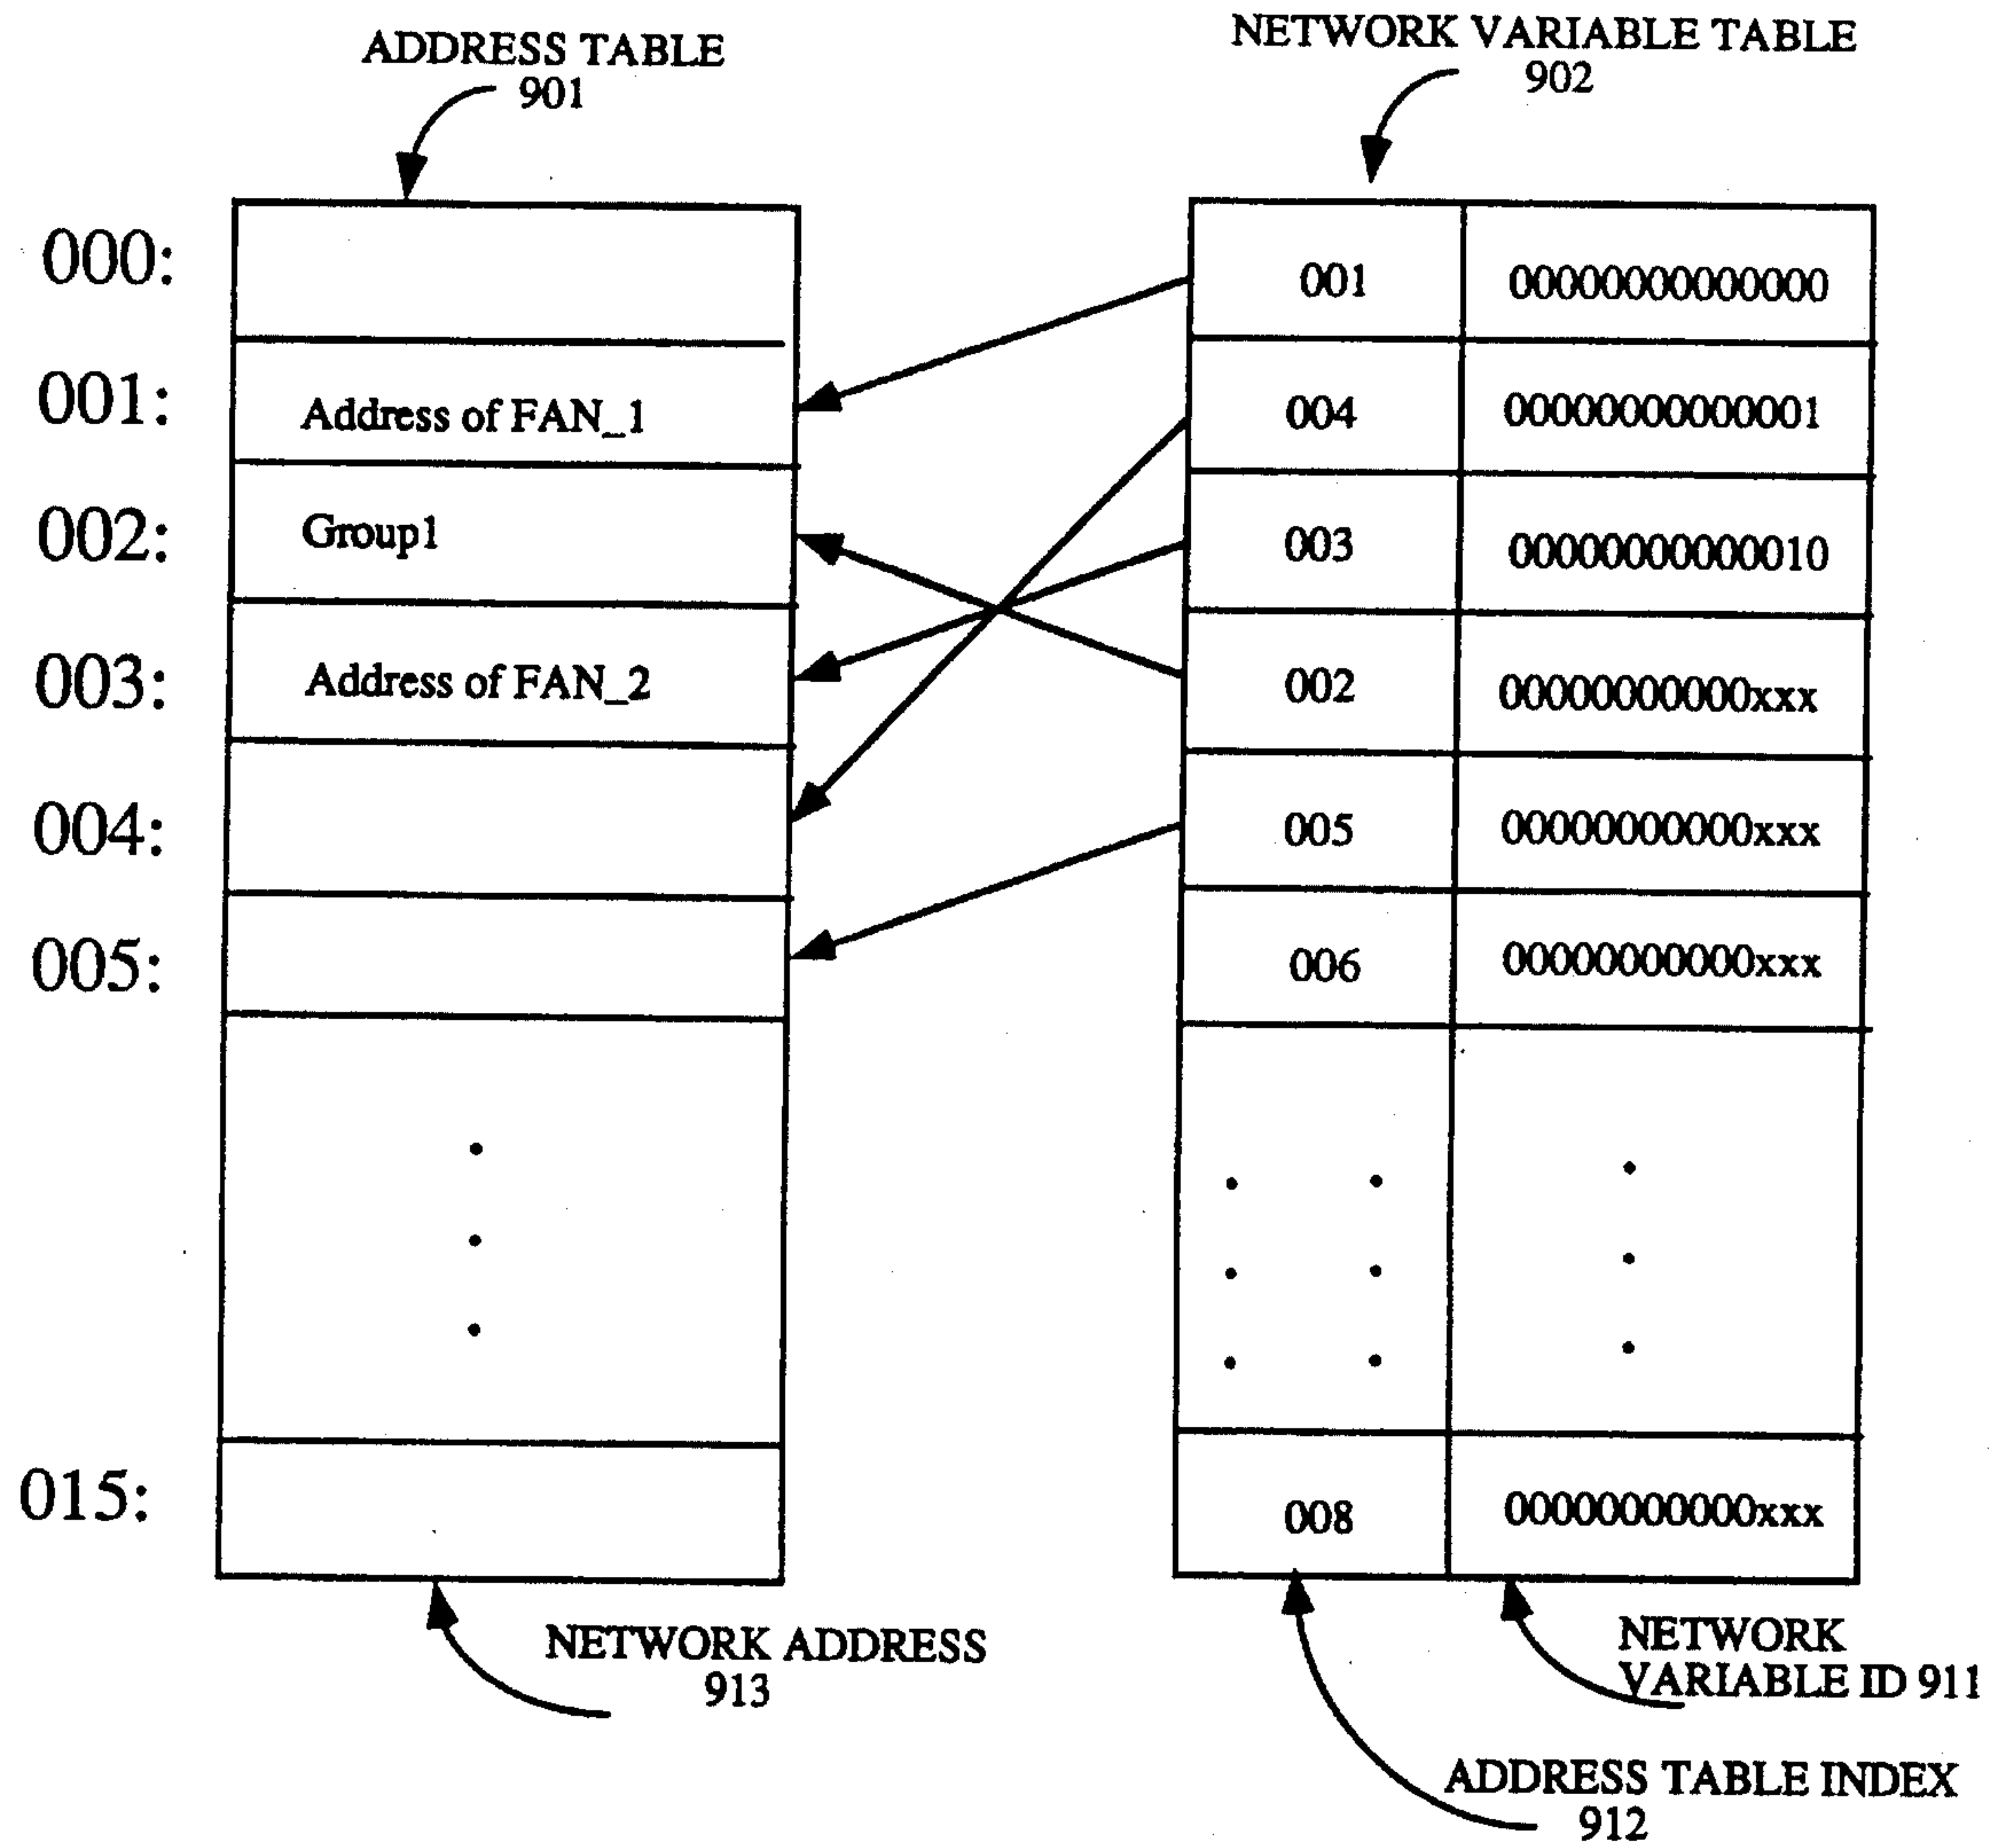 ADDRESS TABLE
901
NETWORK VARIABLE TABLE
902
000:
001:
002:
003:
004:
005:
015:
Address of FAN_1
Group1
Address of FAN_2
001 00000000000000
004 00000000000001
003 00000000000010
002 00000000000xxx
005 00000000000xxx
006 00000000000xxx
008 00000000000xxx
NETWORK ADDRESS
913
NETWORK
VARIABLE ID 911
ADDRESS TABLE INDEX
912